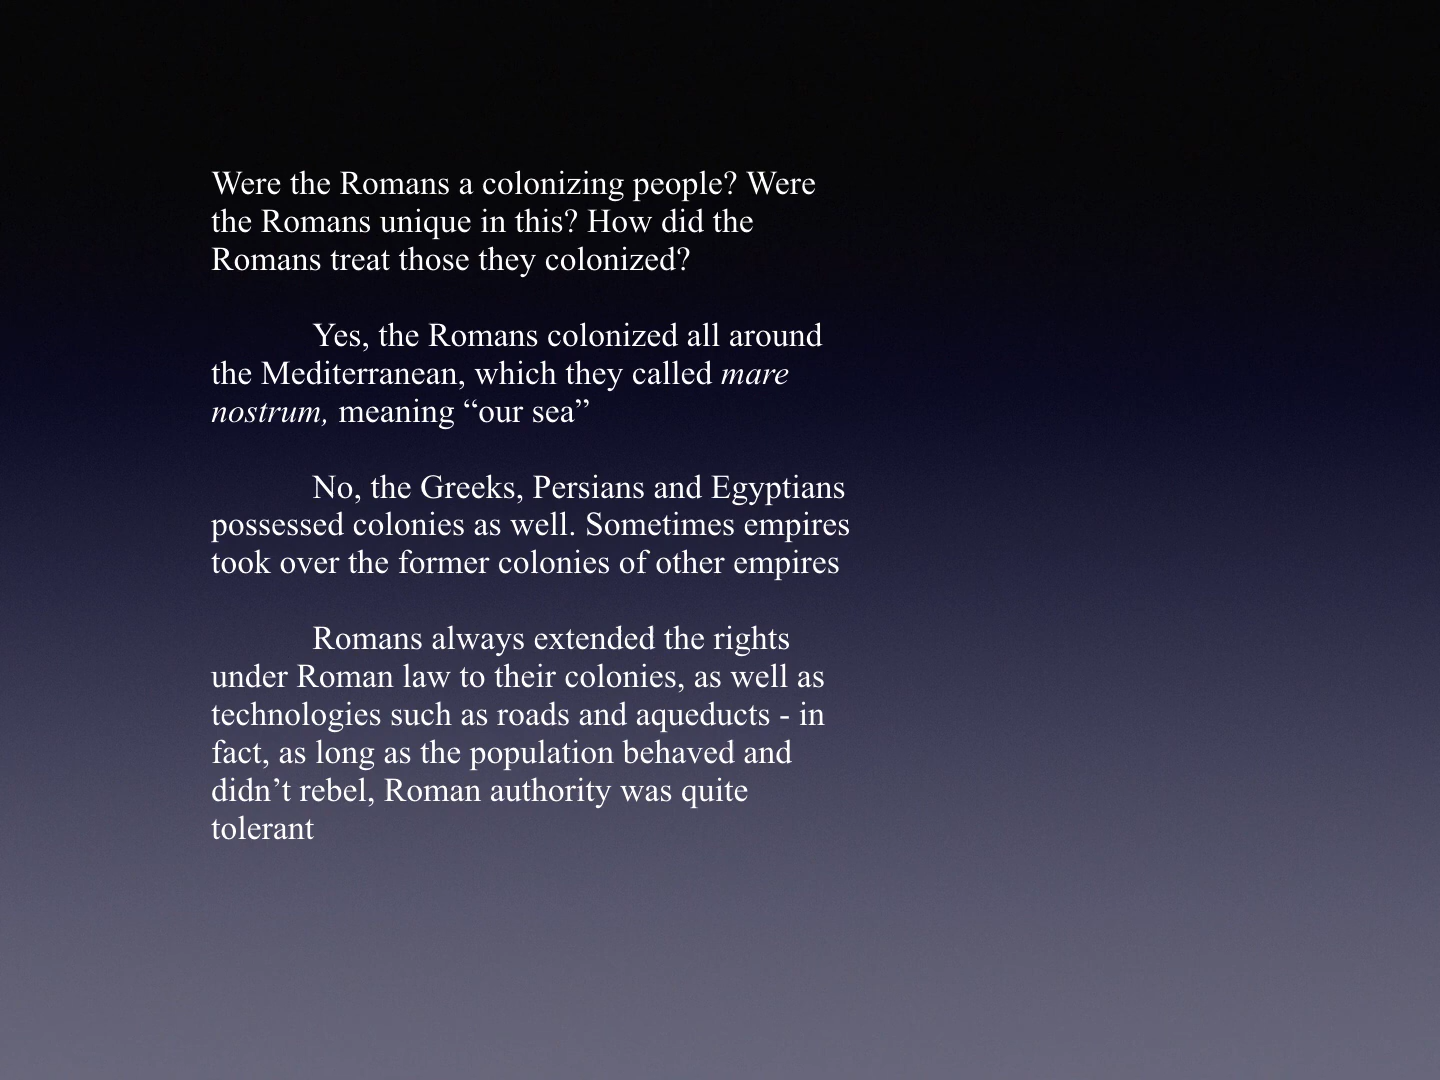 Were the Romans a colonizing people? Were
the Romans unique in this? How did the
Romans treat those they colonized?
Yes, the Romans colonized all around
the Mediterranean, which they called mare
nostrum, meaning “our sea”
No, the Greeks, Persians and Egyptians
possessed colonies as well. Sometimes empires
took over the former colonies of other empires
Romans always extended the rights
under Roman law to their colonies, as well as
technologies such as roads and aqueducts - in
fact, as long as the population behaved and
didn’t rebel, Roman authority was quite
tolerant